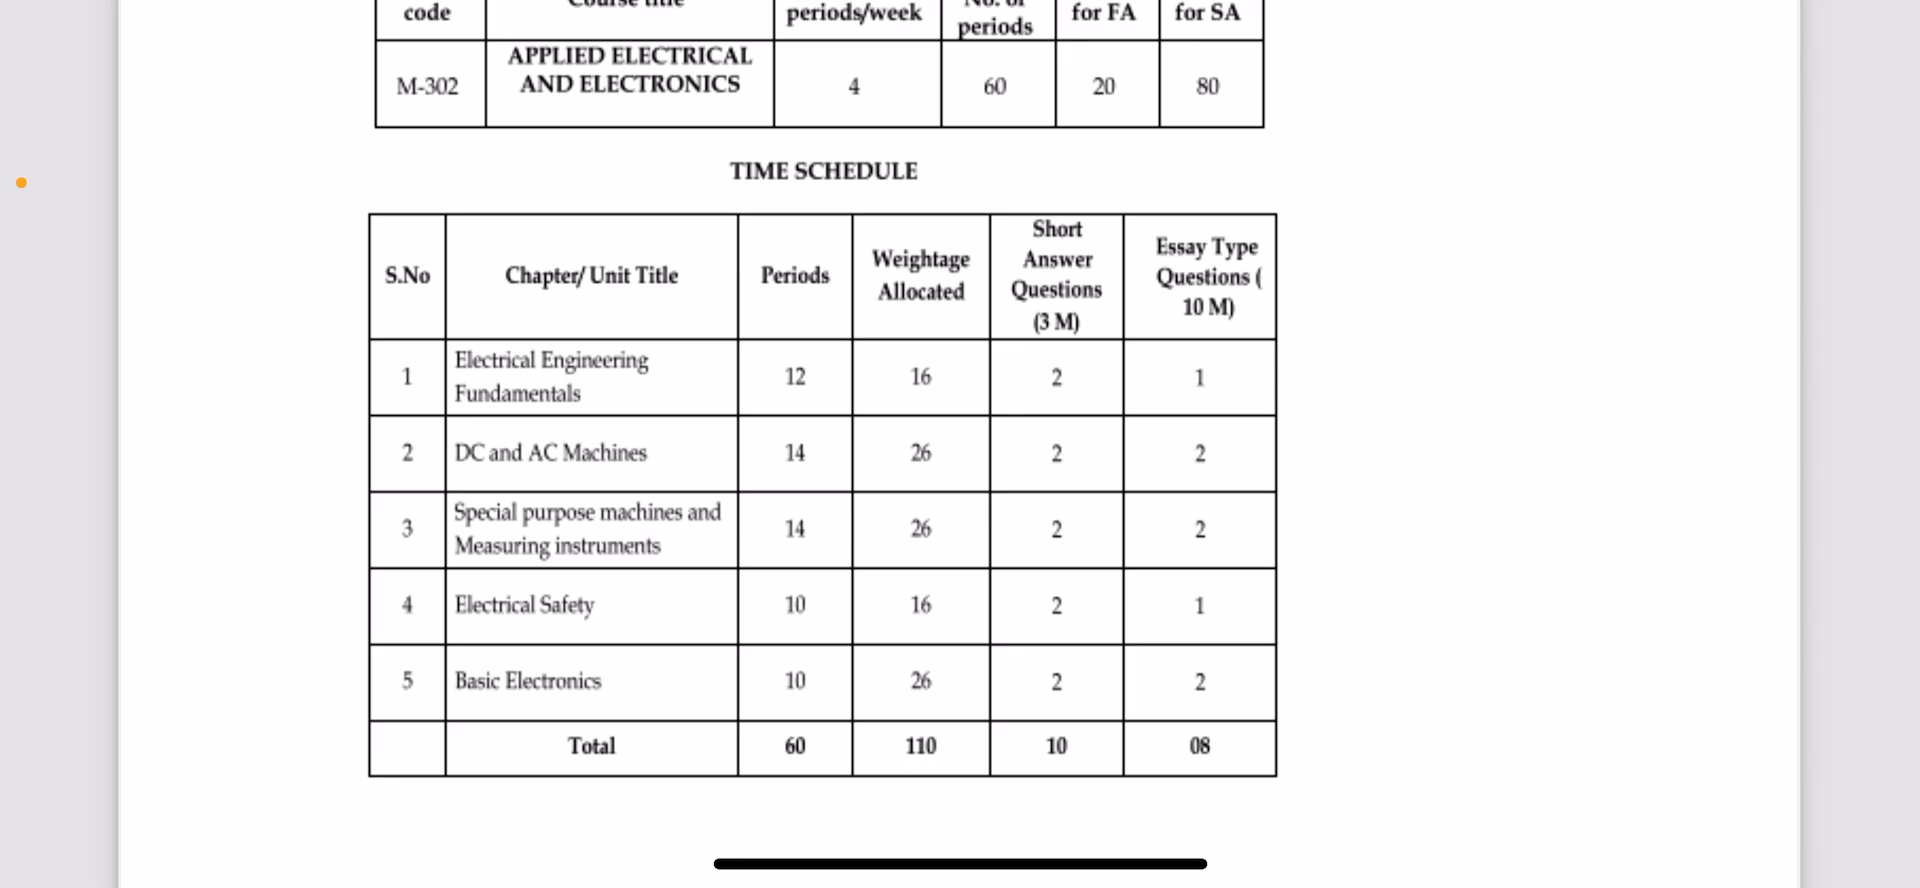 code periods/week periods for FA for SA
M-302 APPLIED ELECTRICAL AND ELECTRONICS 4 60 20 80
TIME SCHEDULE
S.No Chapter/ Unit Title Periods Weightage Allocated Short Answer Questions (3 M) Essay Type Questions ( 10 M)
1 Electrical Engineering Fundamentals 12 16 2 1
2 DC and AC Machines 14 26 2 2
3 Special purpose machines and Measuring instruments 14 26 2 2
4 Electrical Safety 10 16 2 1
5 Basic Electronics 10 26 2 2
Total 60 110 10 08